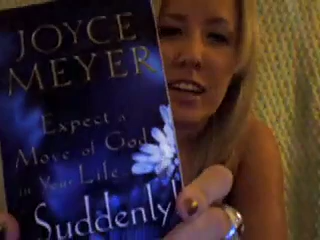 JOYCE
MEYER
Expect a
Move of God
in Your Life...
Suddenly!